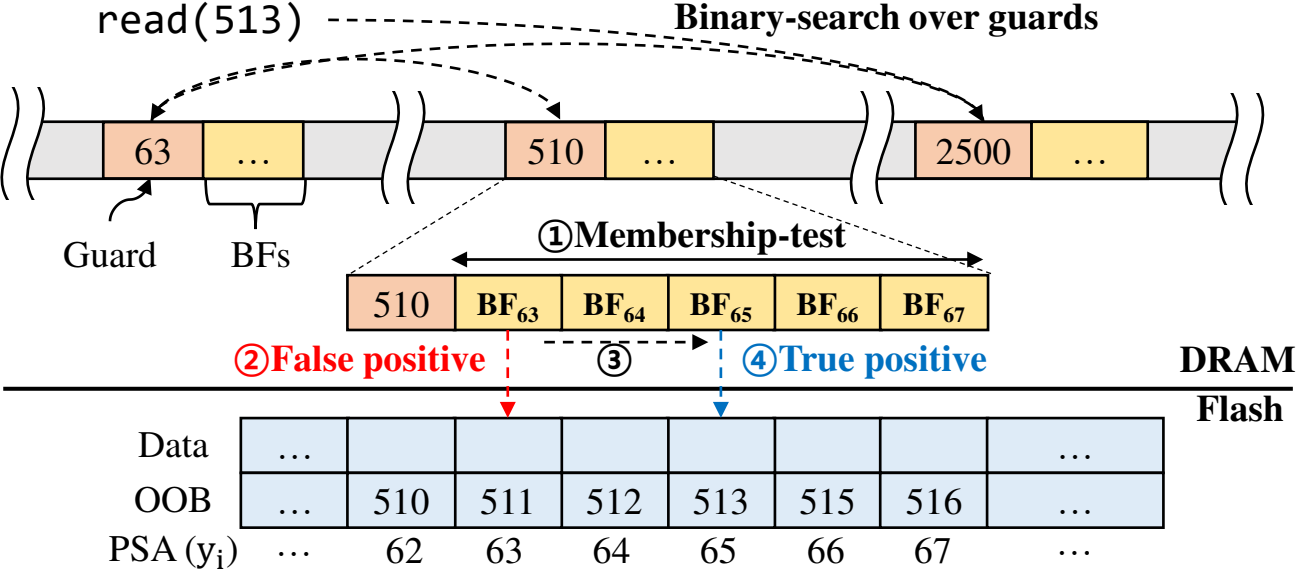 read(513) Binary-search over guards
63 … 510 … 2500 …
Guard BFs
①Membership-test
510 BF₆₃ BF₆₄ BF₆₅ BF₆₆ BF₆₇
②False positive ③ ④True positive
DRAM
Flash
Data … …
OOB … 510 511 512 513 515 516 …
PSA (yᵢ) … 62 63 64 65 66 67 …